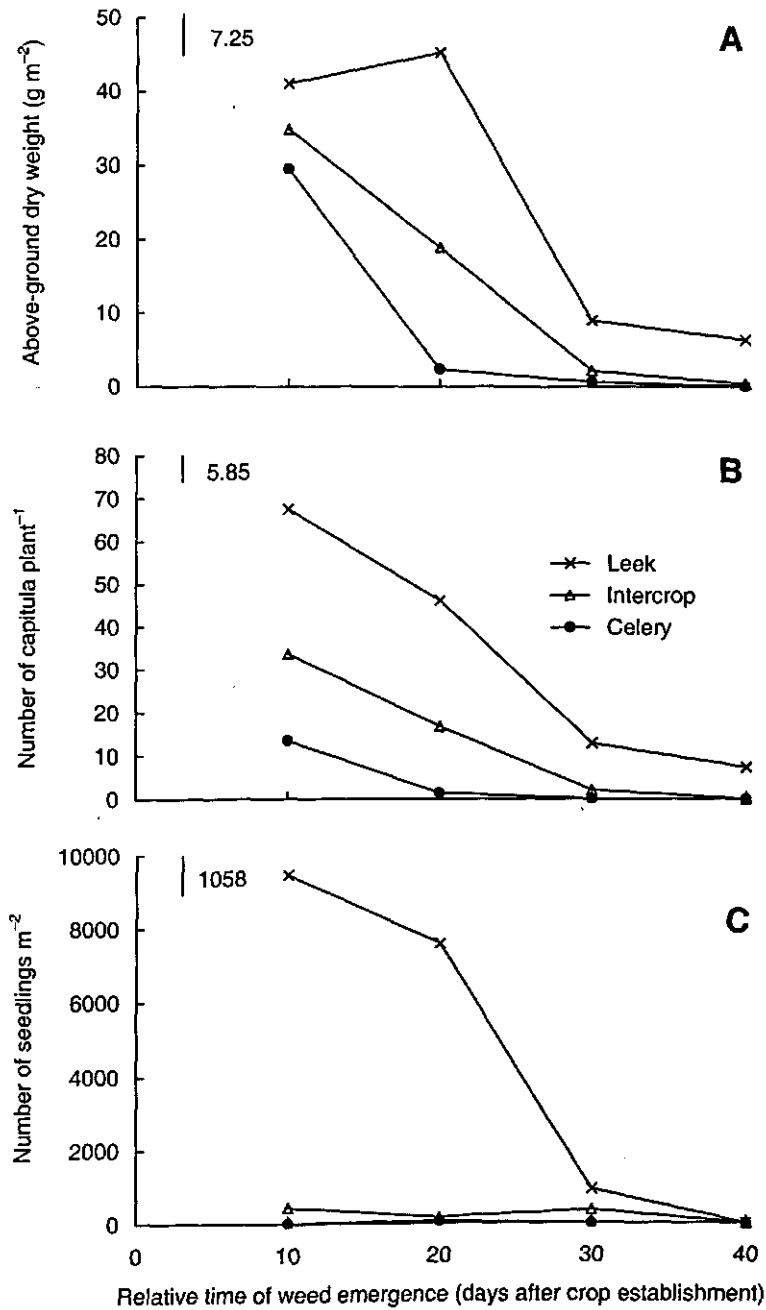 50
7.25
A
40
30
20
10
0
Above-ground dry weight (g m⁻²)
80
5.85
B
70
60
50
40
30
20
10
0
Number of capitula plant⁻¹
Leek
Intercrop
Celery
10000
1058
C
8000
6000
4000
2000
0
Number of seedlings m⁻²
0 10 20 30 40
Relative time of weed emergence (days after crop establishment)